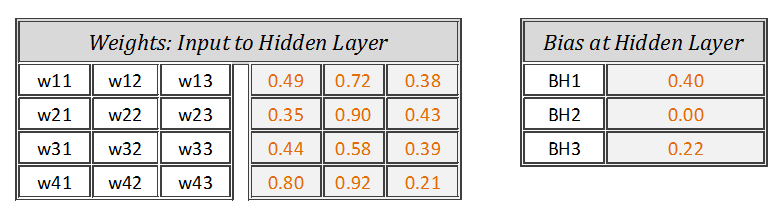 Weights: Input to Hidden Layer Bias at Hidden Layer
w11 w12 w13 0.49 0.72 0.38 BH1 0.40
w21 w22 w23 0.35 0.90 0.43 BH2 0.00
w31 w32 w33 0.44 0.58 0.39 BH3 0.22
w41 w42 w43 0.80 0.92 0.21